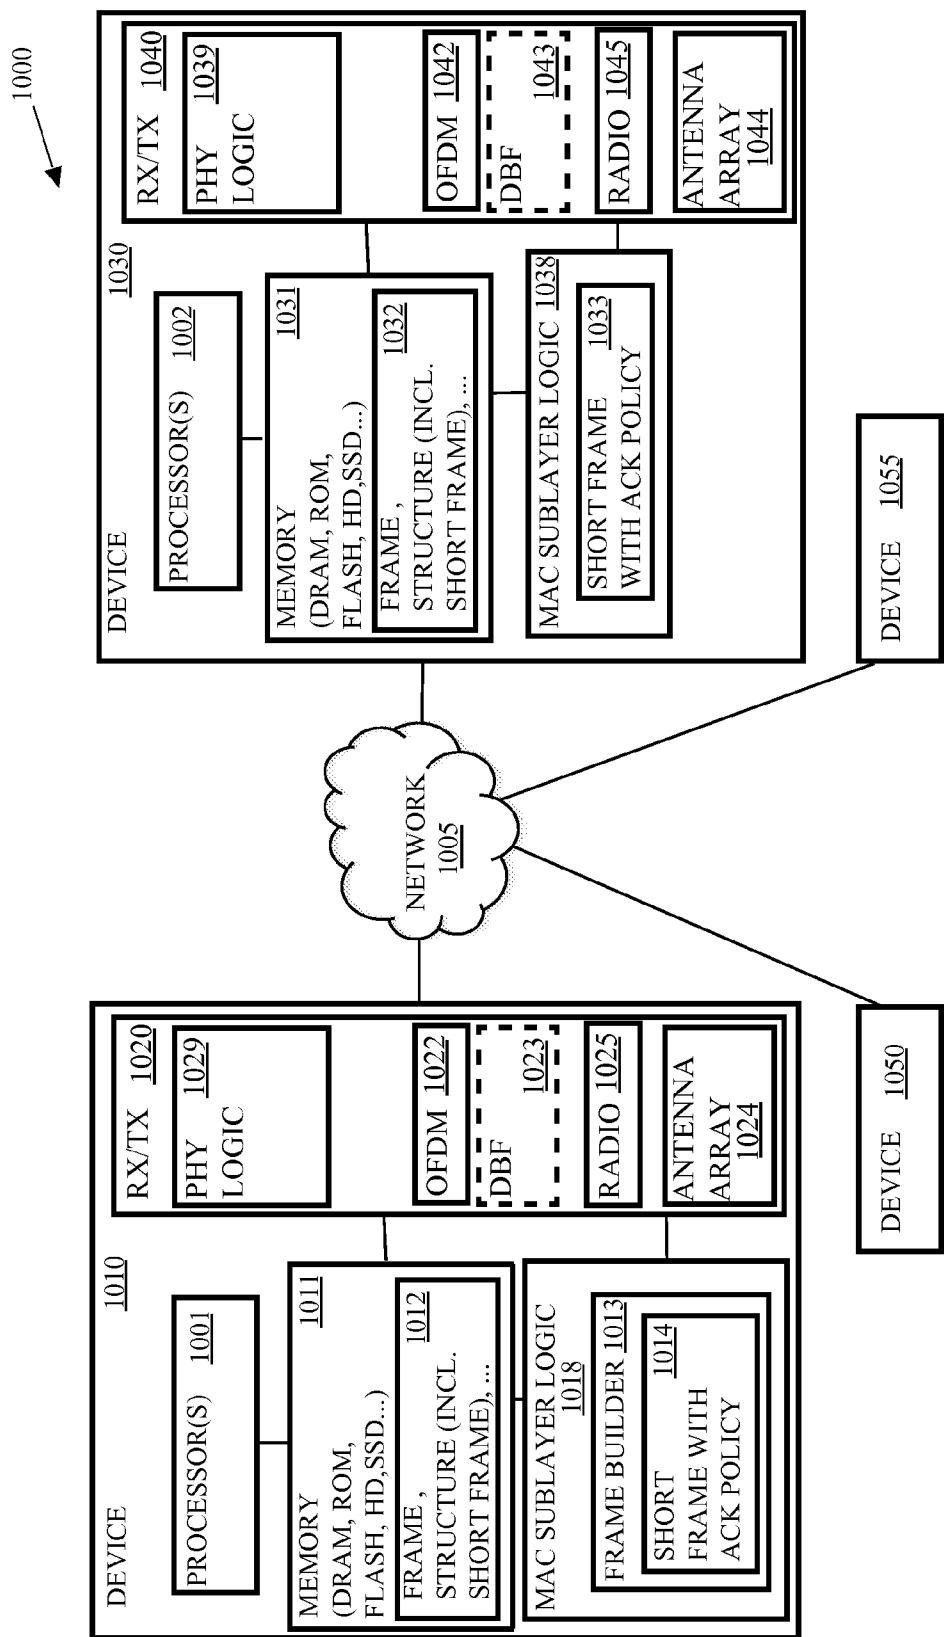 1000
DEVICE
1010
PROCESSOR(S) 1001
MEMORY 1011
(DRAM, ROM,
FLASH, HD,SSD...)
FRAME , 1012
STRUCTURE (INCL.
SHORT FRAME), ...
MAC SUBLAYER LOGIC
1018
FRAME BUILDER 1013
SHORT 1014
FRAME WITH
ACK POLICY
RX/TX 1020
PHY 1029
LOGIC
OFDM 1022
DBF 1023
RADIO 1025
ANTENNA
ARRAY
1024
NETWORK
1005
DEVICE
1030
PROCESSOR(S) 1002
MEMORY 1031
(DRAM, ROM,
FLASH, HD,SSD...)
FRAME , 1032
STRUCTURE (INCL.
SHORT FRAME), ...
MAC SUBLAYER LOGIC 1038
SHORT FRAME 1033
WITH ACK POLICY
RX/TX 1040
PHY 1039
LOGIC
OFDM 1042
DBF 1043
RADIO 1045
ANTENNA
ARRAY
1044
DEVICE 1050
DEVICE 1055